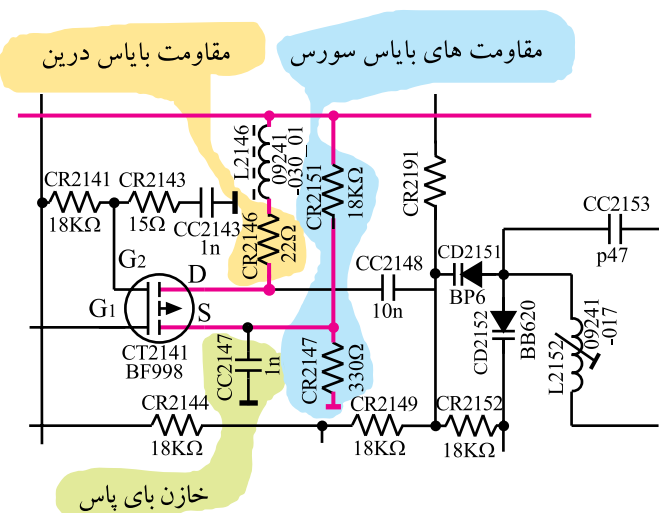 مقاومت بایاس درین
مقاومت های بایاس سورس
L2146
09241
-030_01
CR2151
18KΩ
CR2191
CR2141
18KΩ
CR2143
15Ω
CC2143
1n
CR2146
22Ω
CC2153
p47
G2
D
G1
S
CC2148
10n
CD2151
BP6
CD2152
BB620
L2152
09241
-017
CT2141
BF998
CC2147
1n
CR2147
330Ω
CR2144
18KΩ
CR2149
18KΩ
CR2152
18KΩ
خازن بای پاس